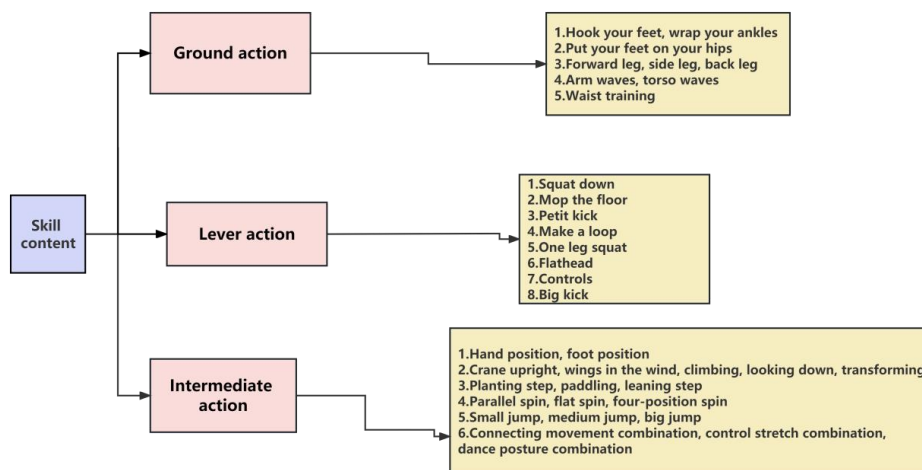 Skill
content
Ground action
1.Hook your feet, wrap your ankles
2.Put your feet on your hips
3.Forward leg, side leg, back leg
4.Arm waves, torso waves
5.Waist training
Lever action
1.Squat down
2.Mop the floor
3.Petit kick
4.Make a loop
5.One leg squat
6.Flathead
7.Controls
8.Big kick
Intermediate
action
1.Hand position, foot position
2.Crane upright, wings in the wind, climbing, looking down, transforming
3.Planting step, paddling, leaning step
4.Parallel spin, flat spin, four-position spin
5.Small jump, medium jump, big jump
6.Connecting movement combination, control stretch combination,
dance posture combination